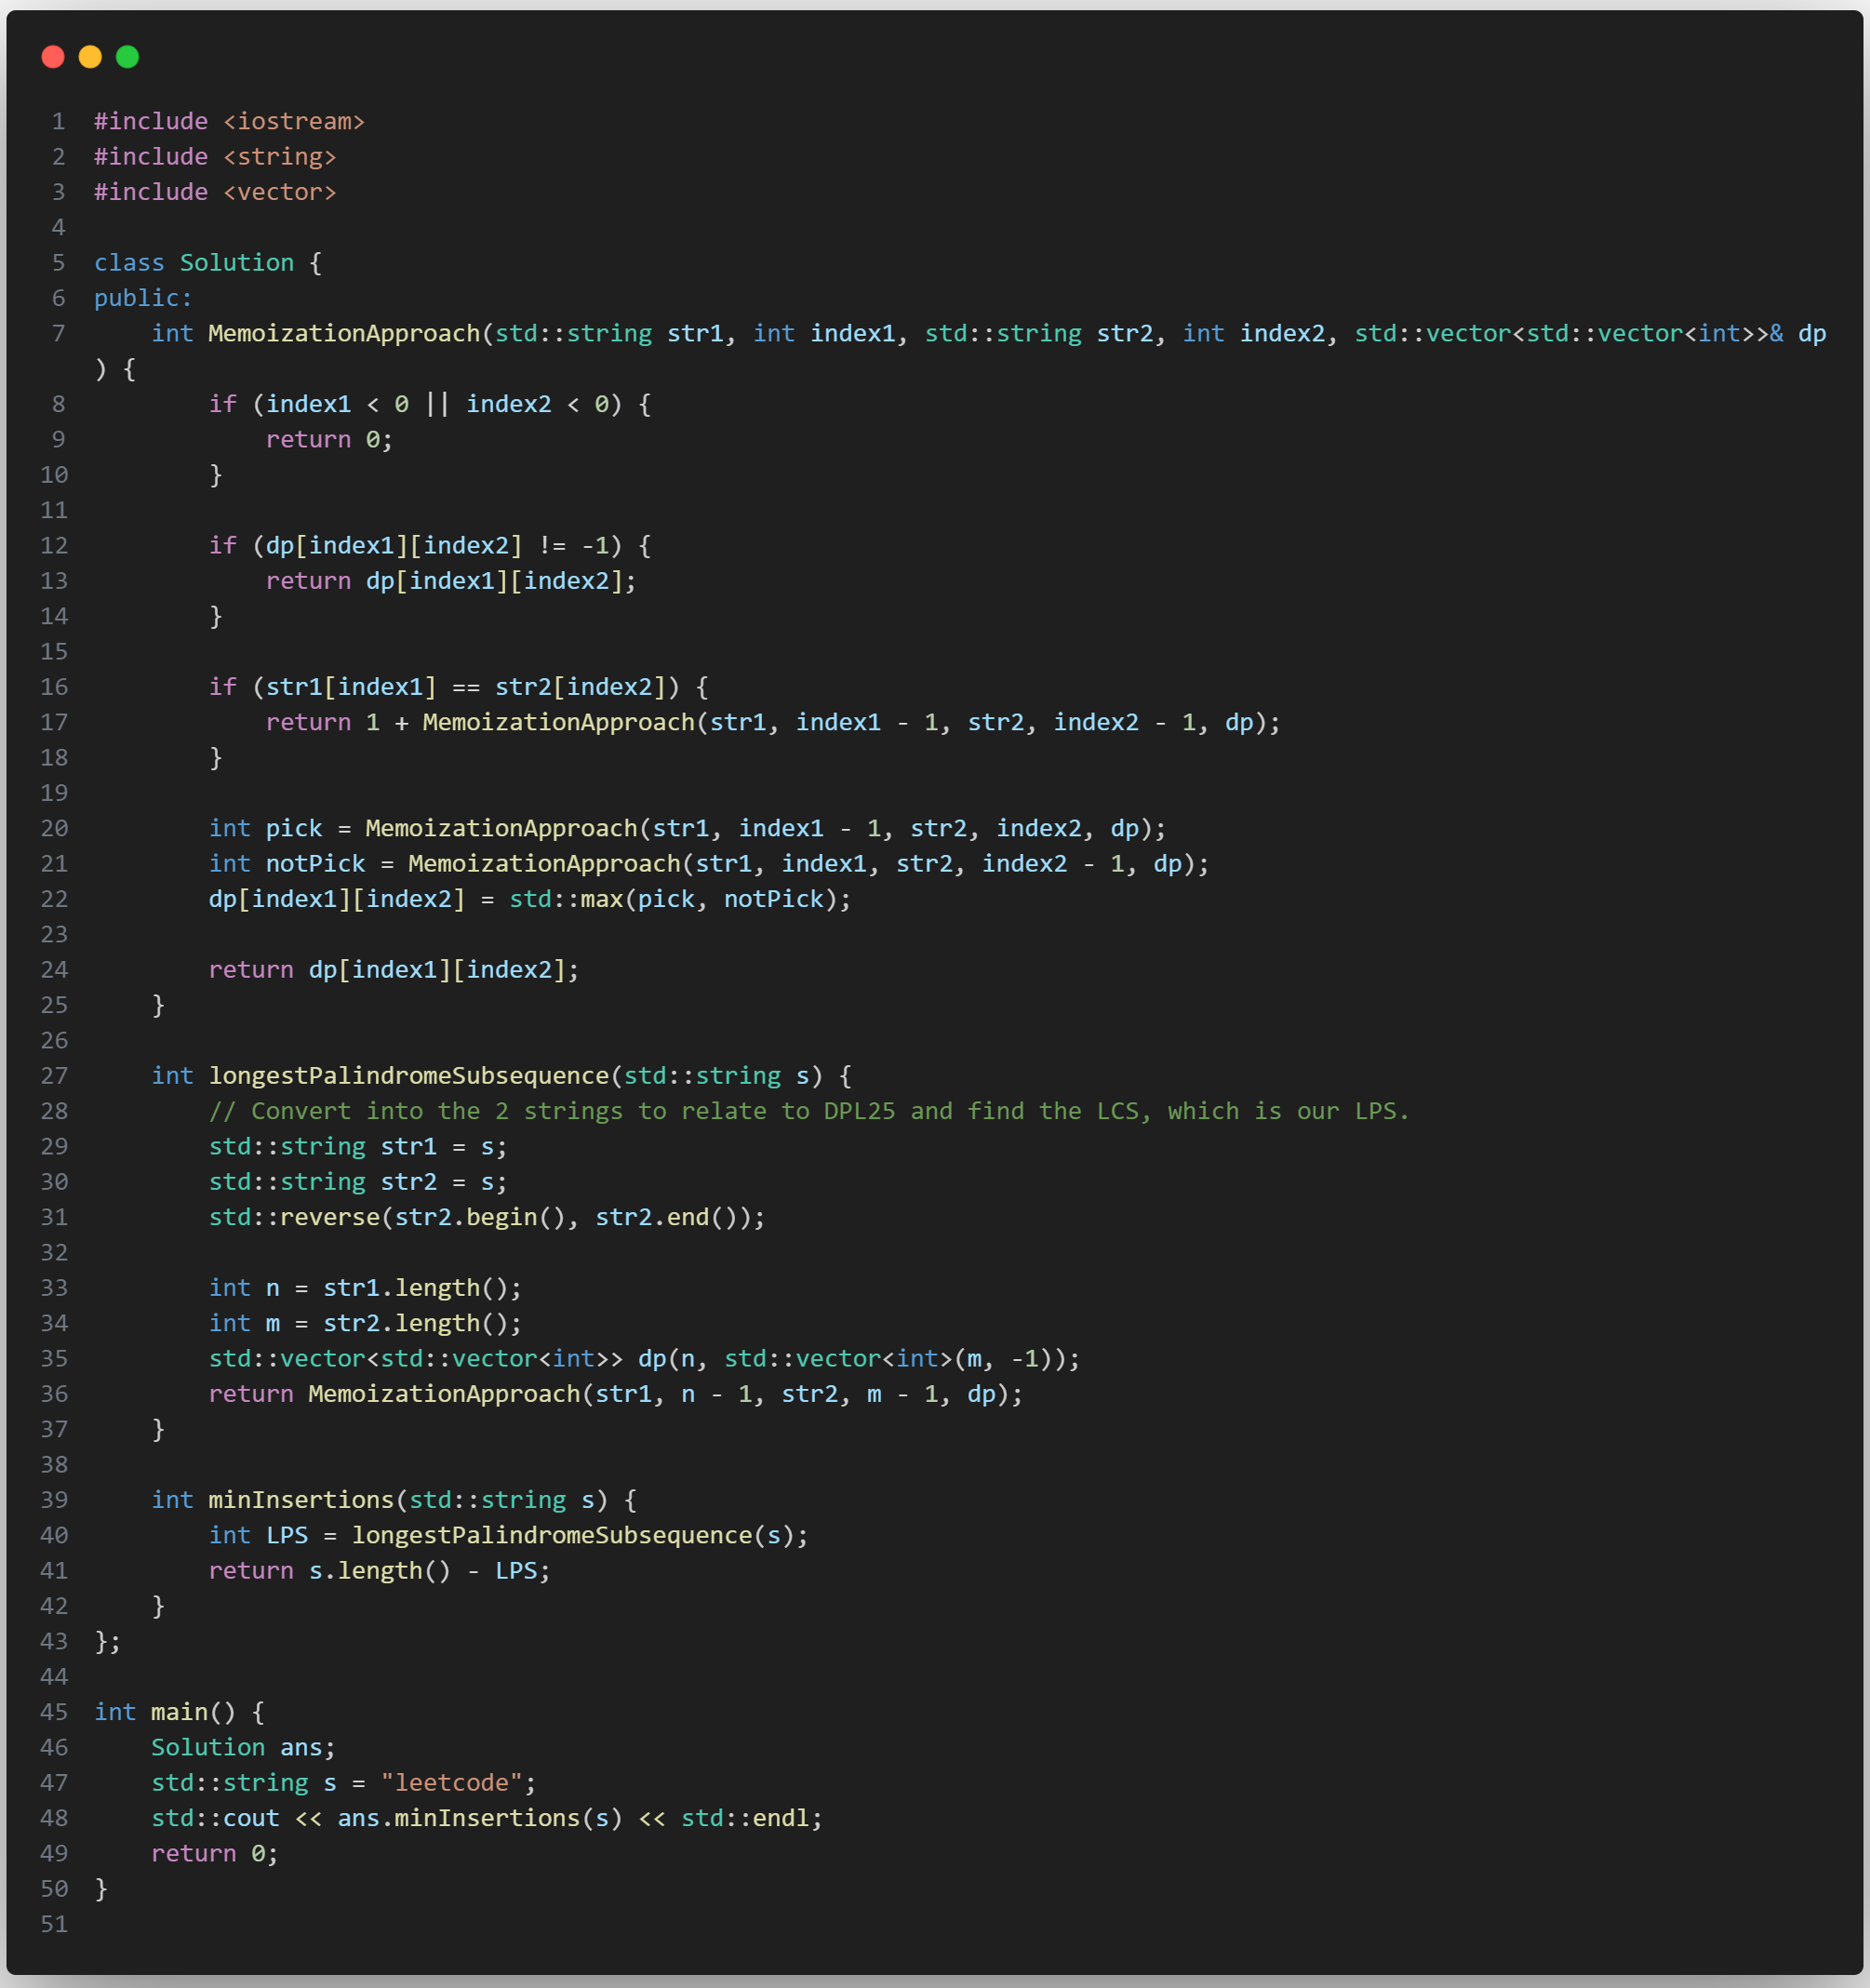 1 #include <iostream>
2 #include <string>
3 #include <vector>
4
5 class Solution {
6 public:
7     int MemoizationApproach(std::string str1, int index1, std::string str2, int index2, std::vector<std::vector<int>>& dp
) {
8         if (index1 < 0 || index2 < 0) {
9             return 0;
10         }
11
12         if (dp[index1][index2] != -1) {
13             return dp[index1][index2];
14         }
15
16         if (str1[index1] == str2[index2]) {
17             return 1 + MemoizationApproach(str1, index1 - 1, str2, index2 - 1, dp);
18         }
19
20         int pick = MemoizationApproach(str1, index1 - 1, str2, index2, dp);
21         int notPick = MemoizationApproach(str1, index1, str2, index2 - 1, dp);
22         dp[index1][index2] = std::max(pick, notPick);
23
24         return dp[index1][index2];
25     }
26
27     int longestPalindromeSubsequence(std::string s) {
28         // Convert into the 2 strings to relate to DPL25 and find the LCS, which is our LPS.
29         std::string str1 = s;
30         std::string str2 = s;
31         std::reverse(str2.begin(), str2.end());
32
33         int n = str1.length();
34         int m = str2.length();
35         std::vector<std::vector<int>> dp(n, std::vector<int>(m, -1));
36         return MemoizationApproach(str1, n - 1, str2, m - 1, dp);
37     }
38
39     int minInsertions(std::string s) {
40         int LPS = longestPalindromeSubsequence(s);
41         return s.length() - LPS;
42     }
43 };
44
45 int main() {
46     Solution ans;
47     std::string s = "leetcode";
48     std::cout << ans.minInsertions(s) << std::endl;
49     return 0;
50 }
51